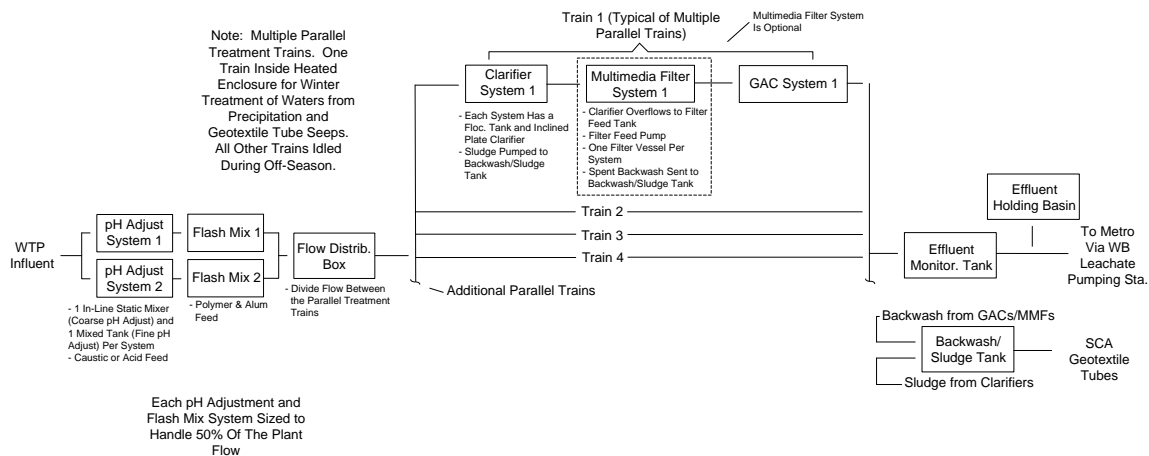 Note: Multiple Parallel
Treatment Trains. One
Train Inside Heated
Enclosure for Winter
Treatment of Waters from
Precipitation and
Geotextile Tube Seeps.
All Other Trains Idled
During Off-Season.
Train 1 (Typical of Multiple
Parallel Trains)
Multimedia Filter System
Is Optional
Clarifier
System 1
- Each System Has a
Floc. Tank and Inclined
Plate Clarifier
- Sludge Pumped to
Backwash/Sludge
Tank
Multimedia Filter
System 1
- Clarifier Overflows to Filter
Feed Tank
- Filter Feed Pump
- One Filter Vessel Per
System
- Spent Backwash Sent to
Backwash/Sludge Tank
GAC System 1
Train 2
Train 3
Train 4
Additional Parallel Trains
WTP
Influent
pH Adjust
System 1
pH Adjust
System 2
- 1 In-Line Static Mixer
(Coarse pH Adjust) and
1 Mixed Tank (Fine pH
Adjust) Per System
- Caustic or Acid Feed
Flash Mix 1
Flash Mix 2
- Polymer & Alum
Feed
Flow Distrib.
Box
- Divide Flow Between
the Parallel Treatment
Trains
Effluent
Holding Basin
Effluent
Monitor. Tank
To Metro
Via WB
Leachate
Pumping Sta.
Backwash from GACs/MMFs
Backwash/
Sludge Tank
Sludge from Clarifiers
SCA
Geotextile
Tubes
Each pH Adjustment and
Flash Mix System Sized to
Handle 50% Of The Plant
Flow